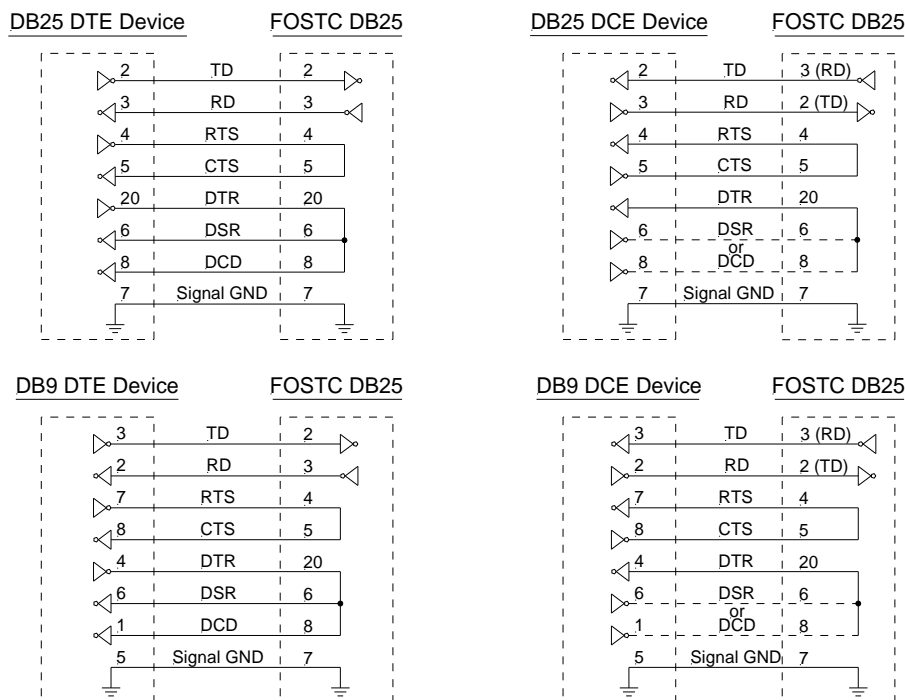 DB25 DTE Device FOSTC DB25
2 TD 2
3 RD 3
4 RTS 4
5 CTS 5
20 DTR 20
6 DSR 6
8 DCD 8
7 Signal GND 7
DB25 DCE Device FOSTC DB25
2 TD 3 (RD)
3 RD 2 (TD)
4 RTS 4
5 CTS 5
DTR 20
6 DSR 6
or
8 DCD 8
7 Signal GND 7
DB9 DTE Device FOSTC DB25
3 TD 2
2 RD 3
7 RTS 4
8 CTS 5
4 DTR 20
6 DSR 6
1 DCD 8
5 Signal GND 7
DB9 DCE Device FOSTC DB25
3 TD 3 (RD)
2 RD 2 (TD)
7 RTS 4
8 CTS 5
4 DTR 20
6 DSR 6
or
1 DCD 8
5 Signal GND 7